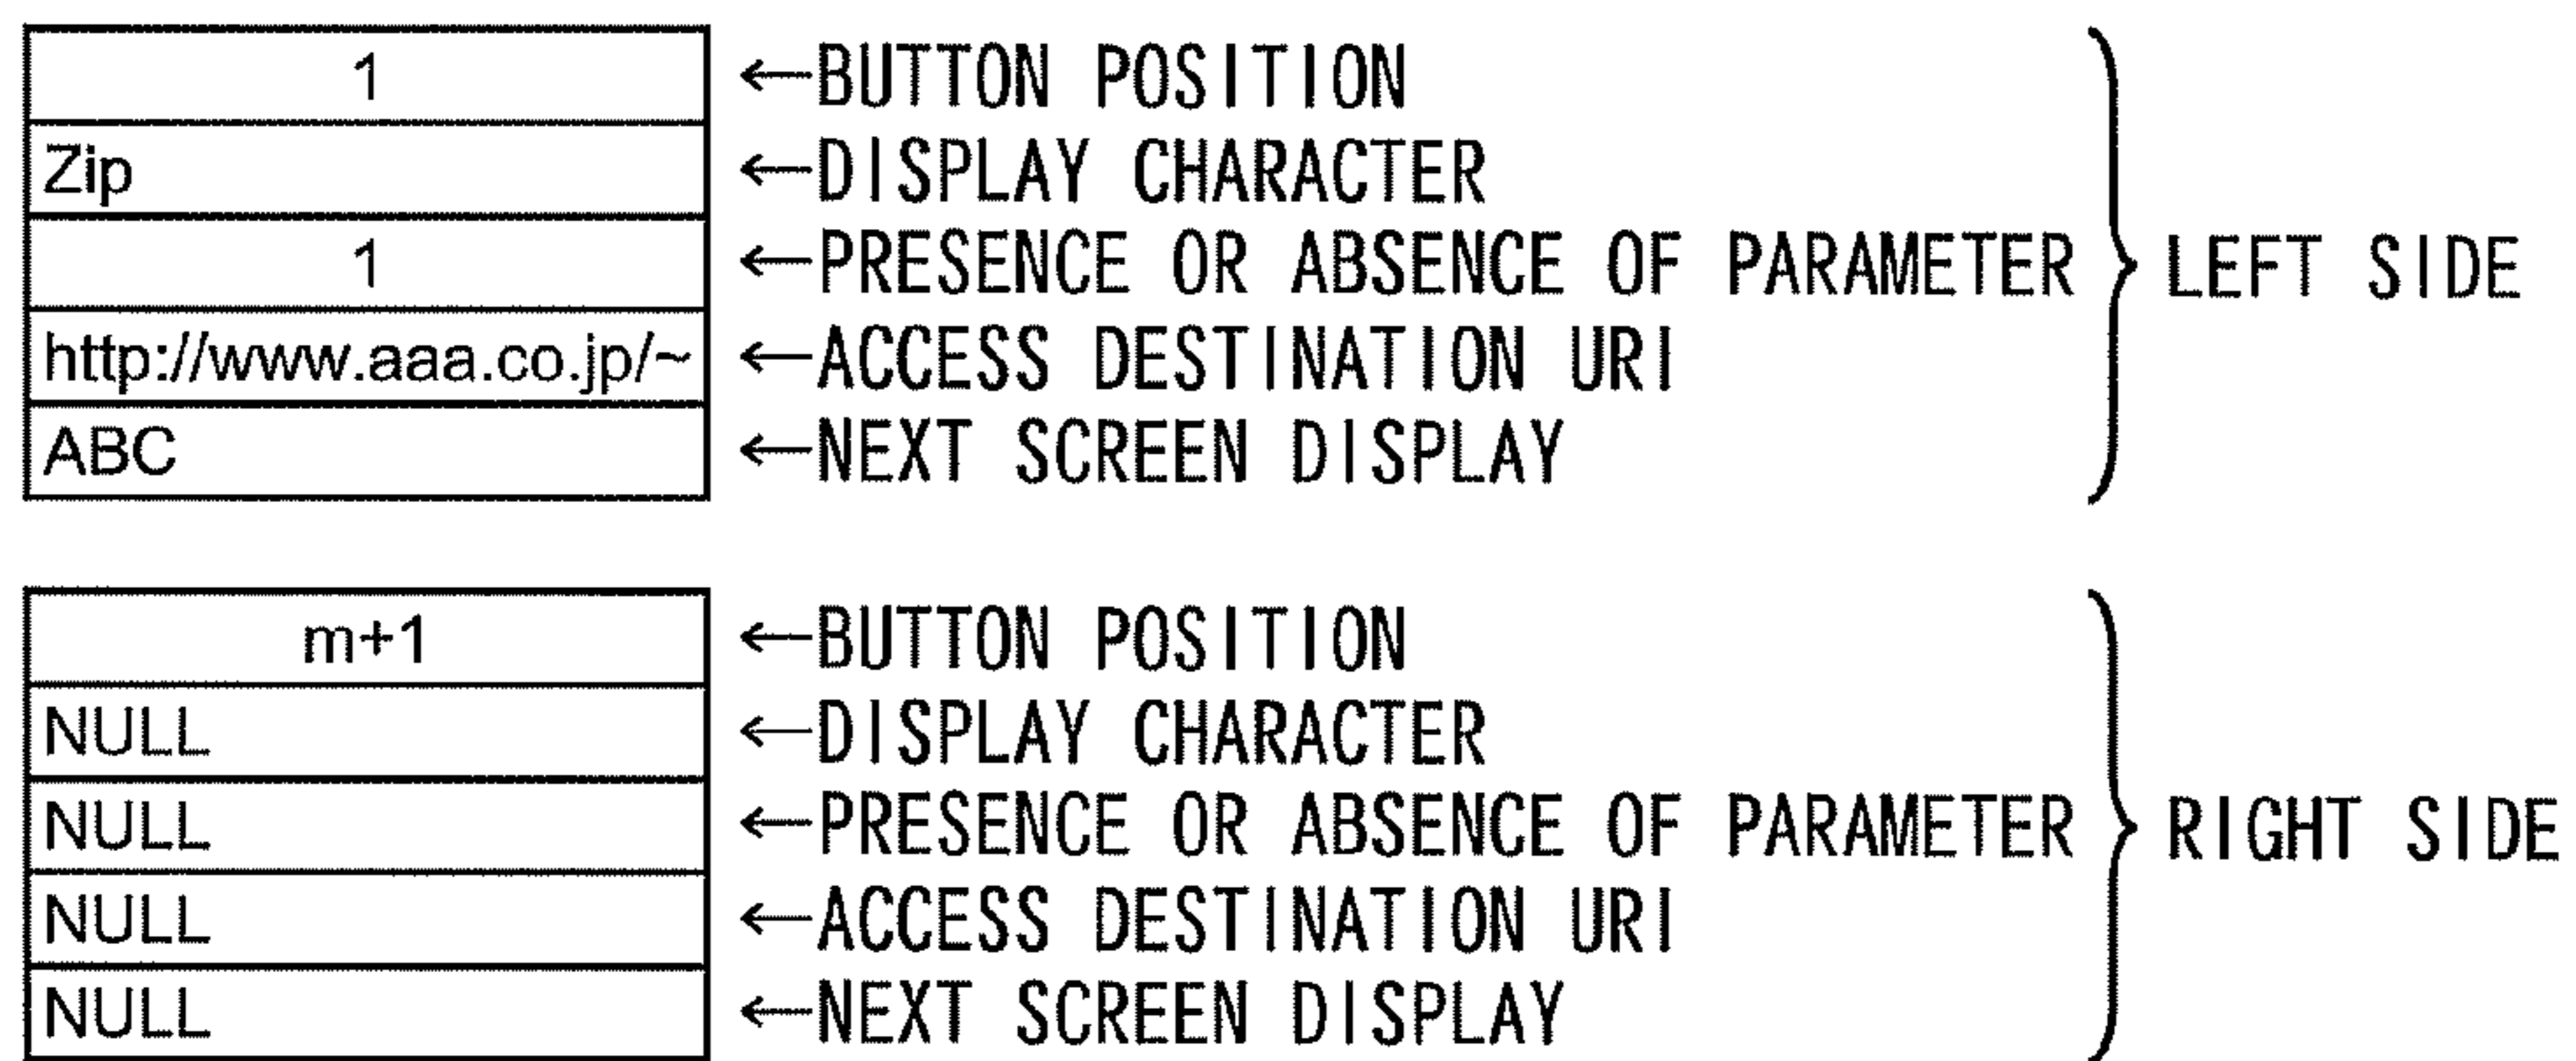 1 ←BUTTON POSITION
Zip ←DISPLAY CHARACTER
1 ←PRESENCE OR ABSENCE OF PARAMETER
LEFT SIDE
http://www.aaa.co.jp/~ ←ACCESS DESTINATION URI
ABC ←NEXT SCREEN DISPLAY
m+1 ←BUTTON POSITION
NULL ←DISPLAY CHARACTER
NULL ←PRESENCE OR ABSENCE OF PARAMETER
RIGHT SIDE
NULL ←ACCESS DESTINATION URI
NULL ←NEXT SCREEN DISPLAY